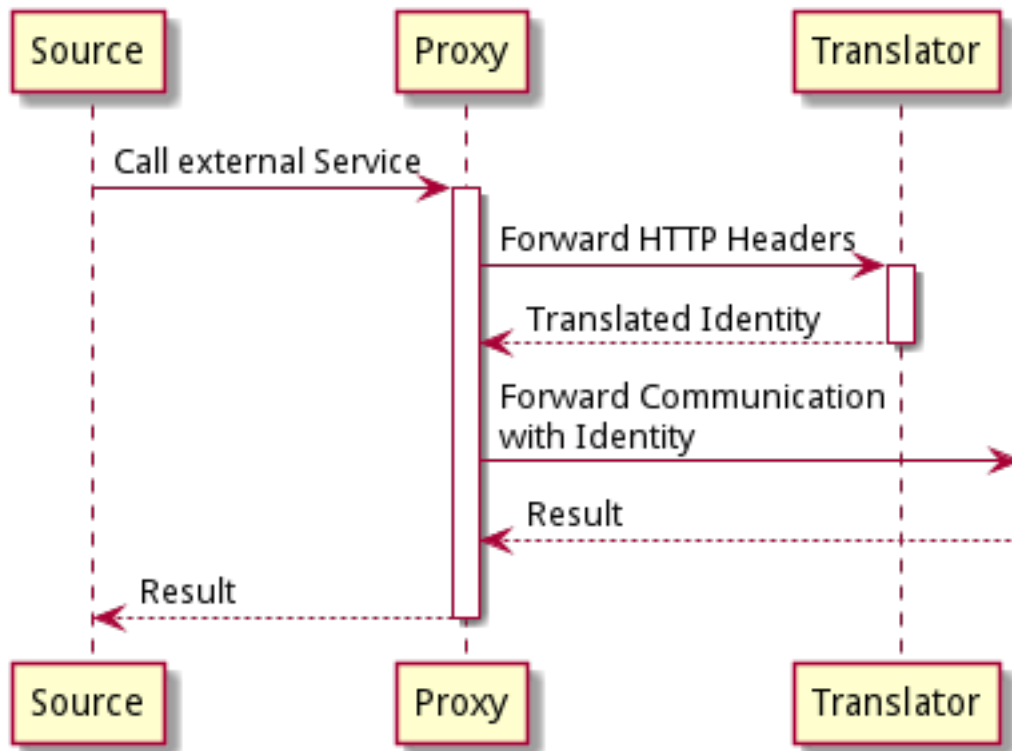 Source
Proxy
Translator
Call external Service
Forward HTTP Headers
Translated Identity
Forward Communication
with Identity
Result
Result
Source
Proxy
Translator